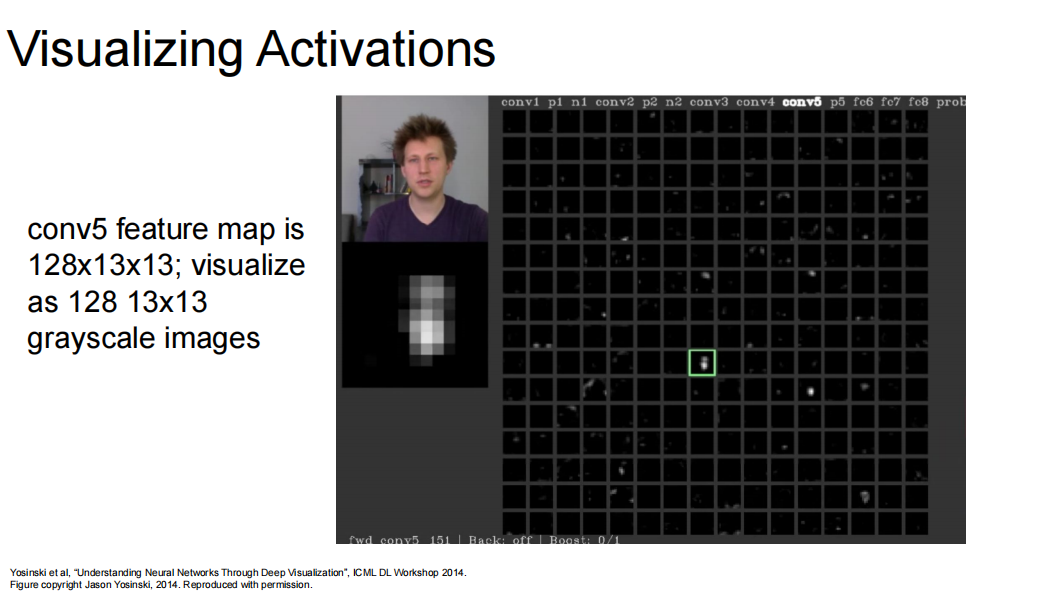 Visualizing Activations
conv1 p1 n1 conv2 p2 n2 conv3 conv4 conv5 p5 fc6 fc7 fc8 prob
conv5 feature map is
128x13x13; visualize
as 128 13x13
grayscale images
fwd conv5_151 | Back: off | Boost: 0/1
Yosinski et al, “Understanding Neural Networks Through Deep Visualization”, ICML DL Workshop 2014.
Figure copyright Jason Yosinski, 2014. Reproduced with permission.